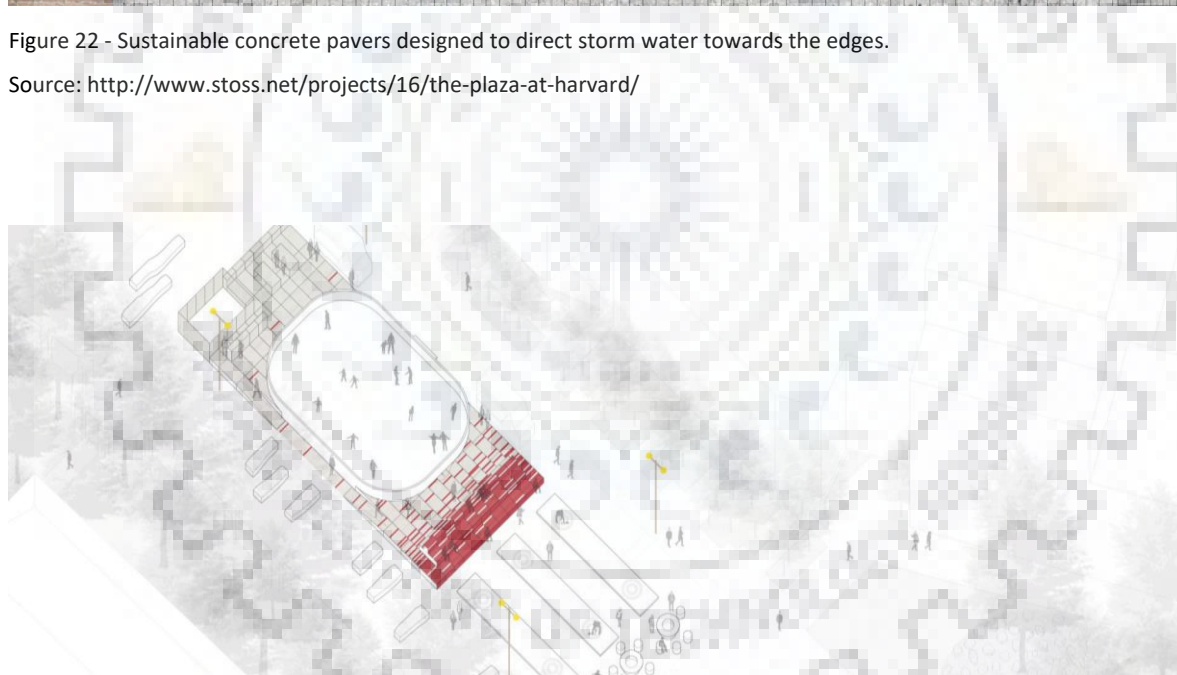 Figure 22 - Sustainable concrete pavers designed to direct storm water towards the edges.
Source: http://www.stoss.net/projects/16/the-plaza-at-harvard/